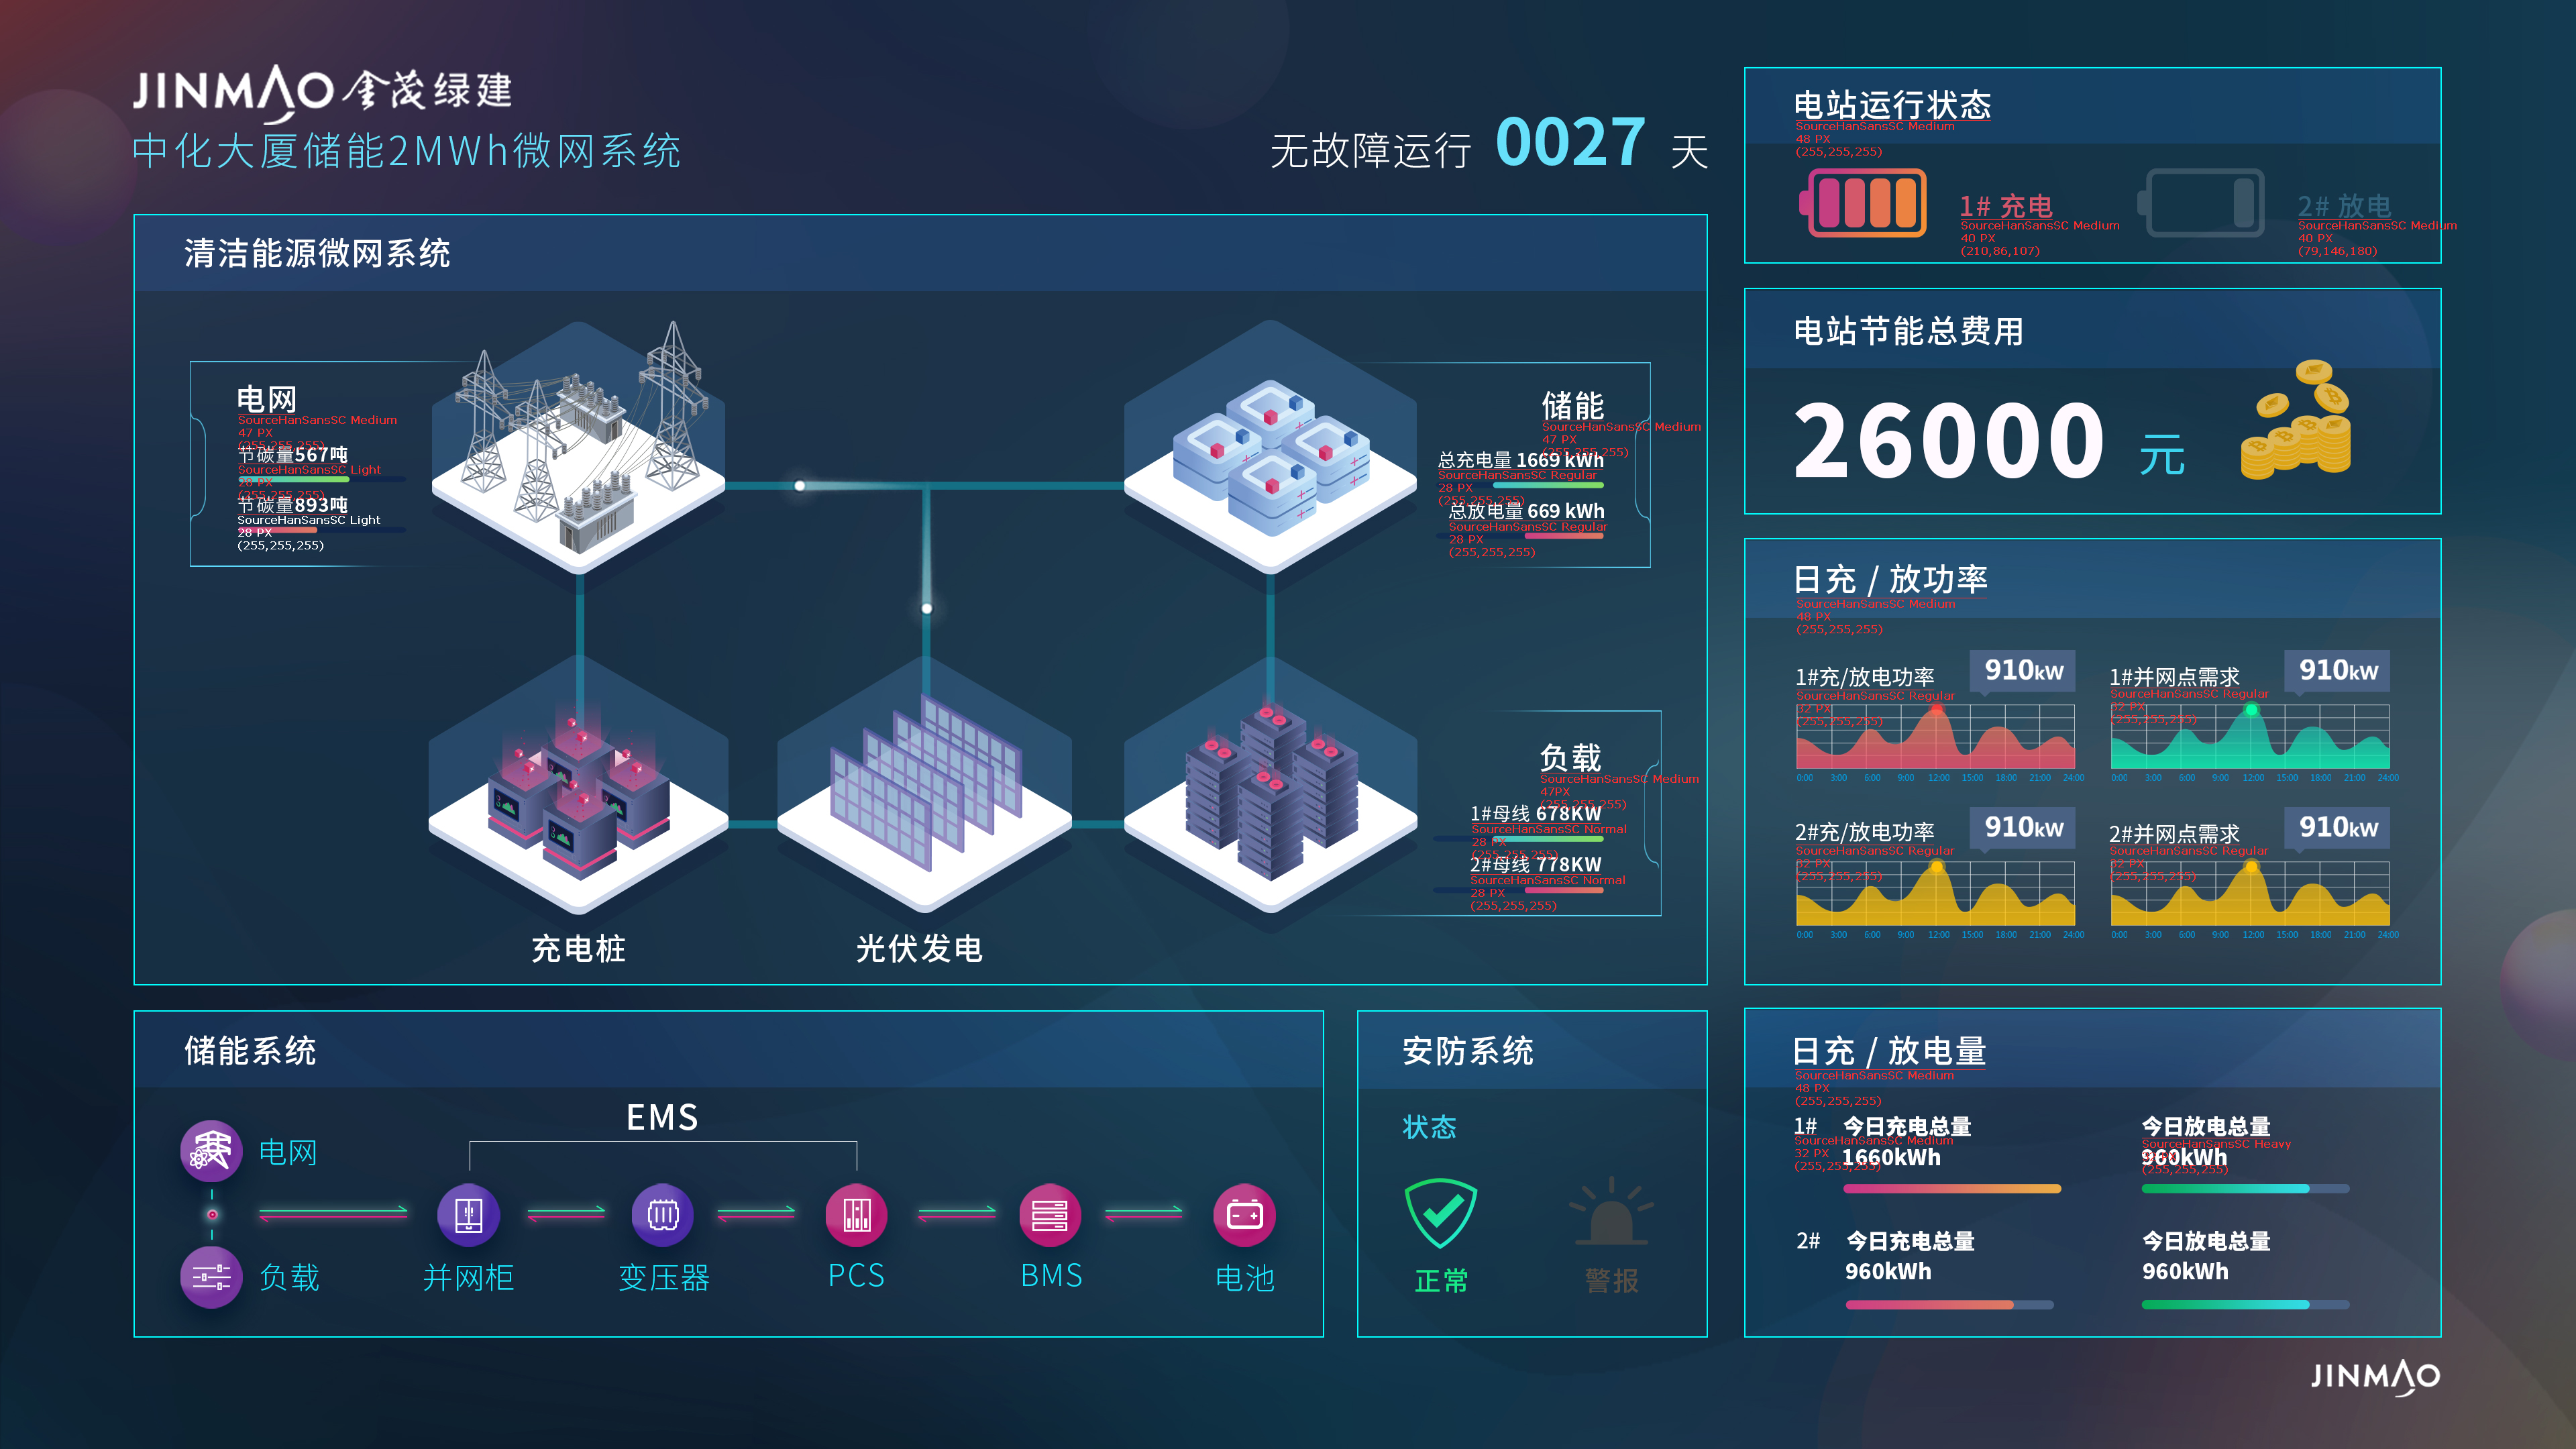 JINMAO 金茂绿建
中化大厦储能2MWh微网系统
无故障运行 0027 天
清洁能源微网系统
电网
SourceHanSansSC Medium
47 PX
(255,255,255)
节碳量567吨
SourceHanSansSC Light
28 PX
(255,255,255)
节碳量893吨
SourceHanSansSC Light
28 PX
(255,255,255)
储能
SourceHanSansSC Medium
47 PX
(255,255,255)
总充电量 1669 kWh
SourceHanSansSC Regular
28 PX
(255,255,255)
总放电量 669 kWh
SourceHanSansSC Regular
28 PX
(255,255,255)
负载
SourceHanSansSC Medium
47PX
(255,255,255)
1#母线 678KW
SourceHanSansSC Normal
28 PX
(255,255,255)
2#母线 778KW
SourceHanSansSC Normal
28 PX
(255,255,255)
充电桩
光伏发电
储能系统
EMS
电网
负载
并网柜
变压器
PCS
BMS
电池
安防系统
状态
正常
警报
电站运行状态
SourceHanSansSC Medium
48 PX
(255,255,255)
1# 充电
SourceHanSansSC Medium
40 PX
(210,86,107)
2# 放电
SourceHanSansSC Medium
40 PX
(79,146,180)
电站节能总费用
26000 元
日充 / 放功率
SourceHanSansSC Medium
48 PX
(255,255,255)
1#充/放电功率
910kW
SourceHanSansSC Regular
32 PX
(255,255,255)
0:00 3:00 6:00 9:00 12:00 15:00 18:00 21:00 24:00
1#并网点需求
910kW
SourceHanSansSC Regular
32 PX
(255,255,255)
0:00 3:00 6:00 9:00 12:00 15:00 18:00 21:00 24:00
2#充/放电功率
910kW
SourceHanSansSC Regular
32 PX
(255,255,255)
0:00 3:00 6:00 9:00 12:00 15:00 18:00 21:00 24:00
2#并网点需求
910kW
SourceHanSansSC Regular
32 PX
(255,255,255)
0:00 3:00 6:00 9:00 12:00 15:00 18:00 21:00 24:00
日充 / 放电量
SourceHanSansSC Medium
48 PX
(255,255,255)
1# 今日充电总量
SourceHanSansSC Medium
32 PX
(255,255,255)
1660kWh
今日放电总量
SourceHanSansSC Heavy
960kWh
(255,255,255)
2# 今日充电总量
960kWh
今日放电总量
960kWh
JINMAO